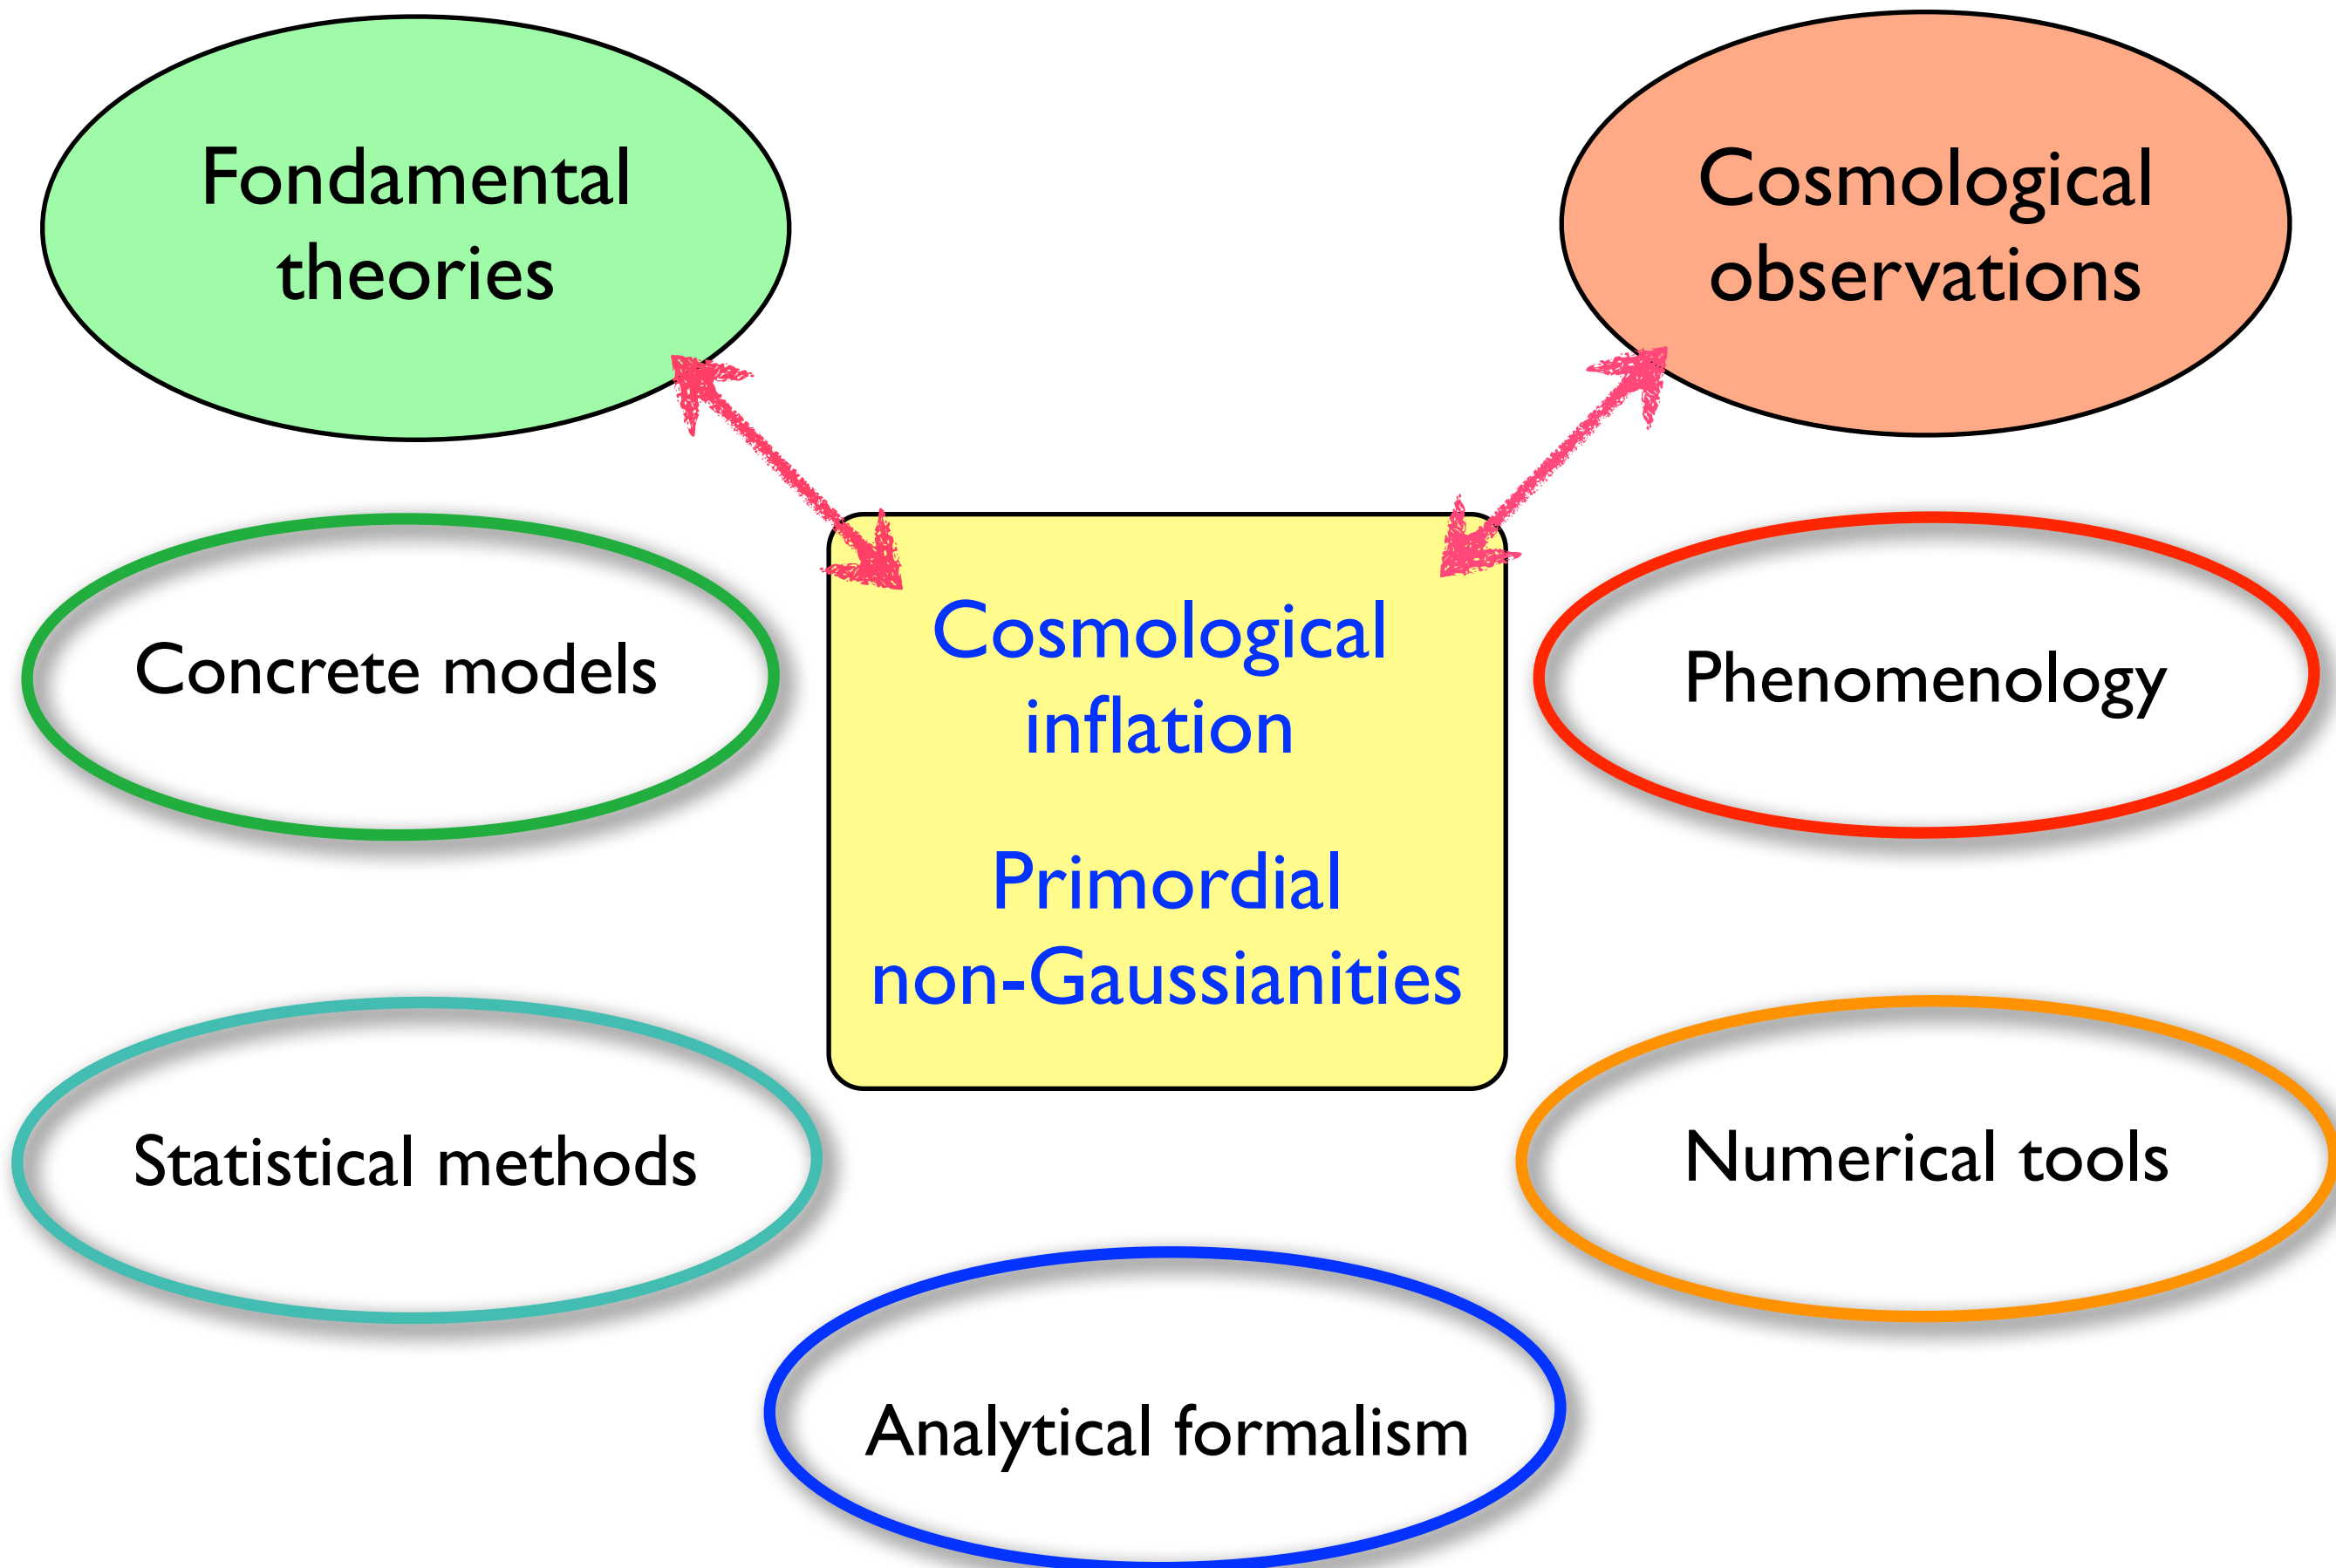 Fondamental
theories
Cosmological
observations
Concrete models
Cosmological
inflation
Primordial
non-Gaussianities
Phenomenology
Statistical methods
Numerical tools
Analytical formalism